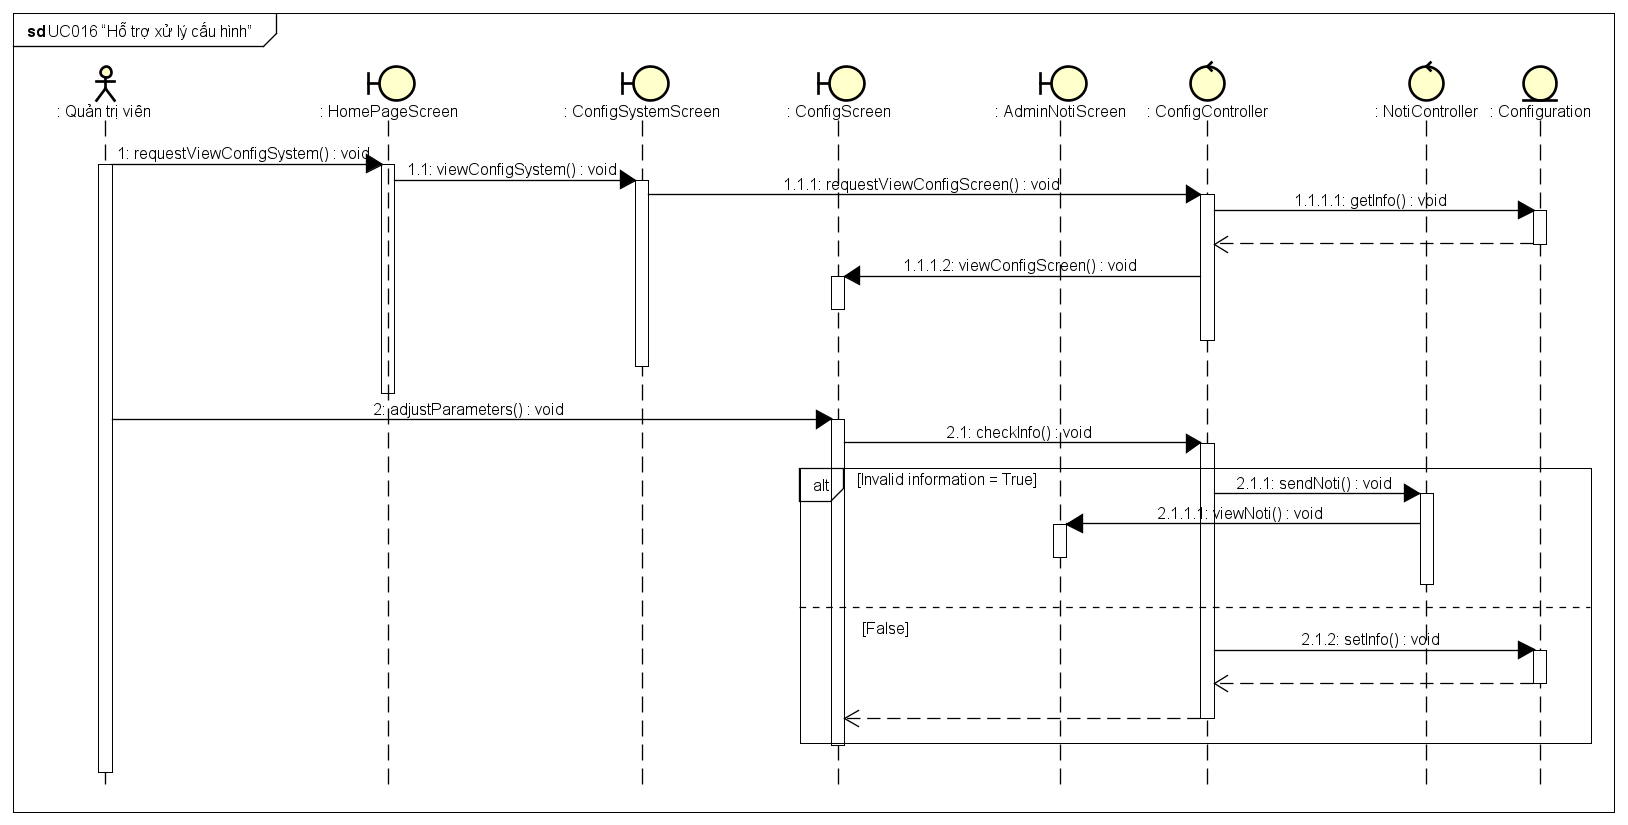 sd UC016 “Hỗ trợ xử lý cấu hình”
: Quản trị viên
: HomePageScreen
: ConfigSystemScreen
: ConfigScreen
: AdminNotiScreen
: ConfigController
: NotiController
: Configuration
1: requestViewConfigSystem() : void
1.1: viewConfigSystem() : void
1.1.1: requestViewConfigScreen() : void
1.1.1.1: getInfo() : void
1.1.1.2: viewConfigScreen() : void
2: adjustParameters() : void
2.1: checkInfo() : void
alt
[Invalid information = True]
2.1.1: sendNoti() : void
2.1.1.1: viewNoti() : void
[False]
2.1.2: setInfo() : void